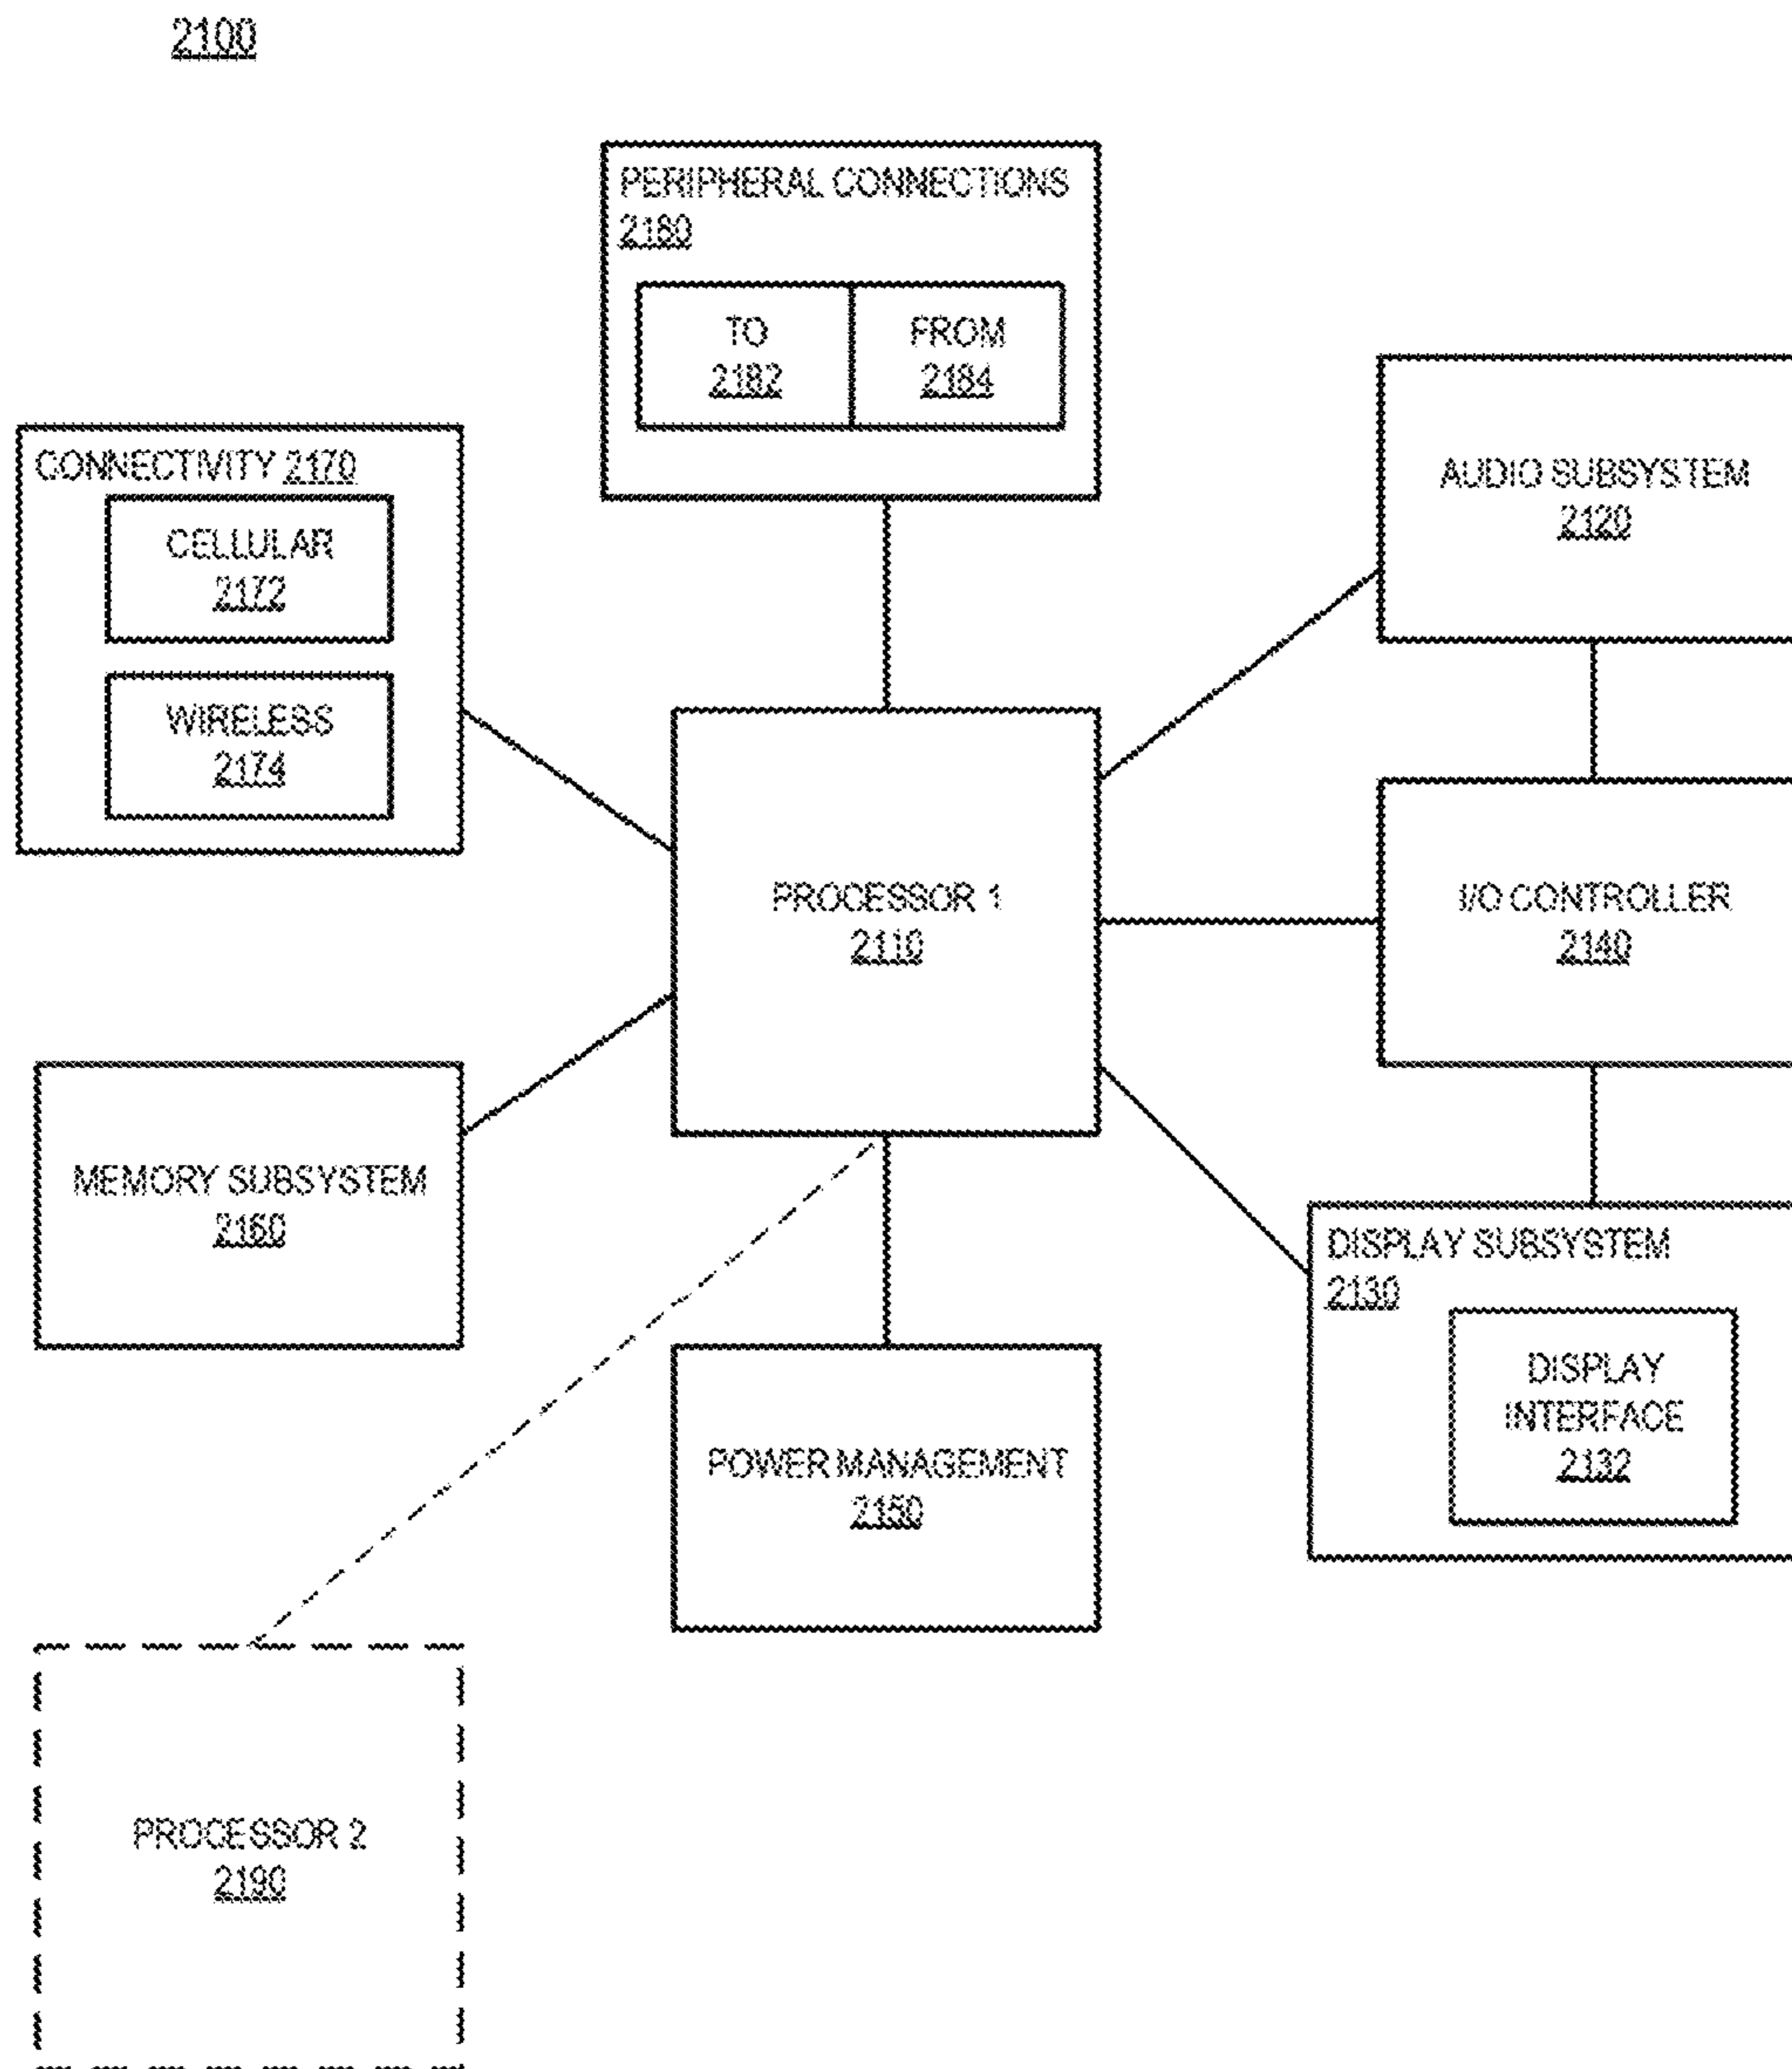 2100
PERIPHERAL CONNECTIONS
2180
TO
2182
FROM
2184
AUDIO SUBSYSTEM
2120
CONNECTIVITY 2170
CELLULAR
2172
WIRELESS
2174
PROCESSOR 1
2110
I/O CONTROLLER
2140
MEMORY SUBSYSTEM
2160
DISPLAY SUBSYSTEM
2130
DISPLAY
INTERFACE
2132
POWER MANAGEMENT
2150
PROCESSOR 2
2190